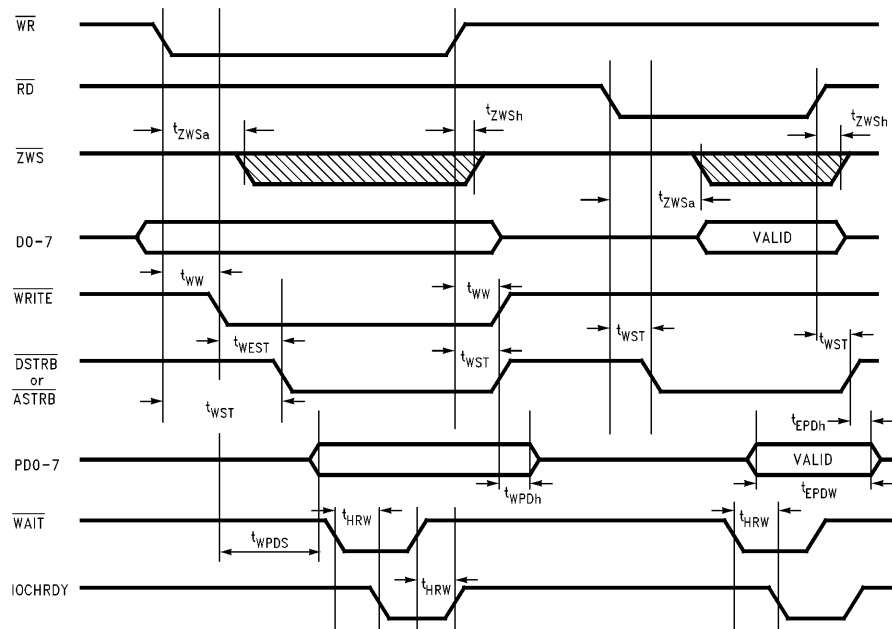 WR
RD
tZWSa
tZWSh
tZWSh
ZWS
tZWSa
D0-7
VALID
tWW
tWW
WRITE
tWEST
tWST
tWST
tWST
DSTRB
or
ASTRB
tWST
tEPDh
PD0-7
VALID
tWPDh
tEPDW
WAIT
tHRW
tHRW
tWPDS
tHRW
IOCHRDY